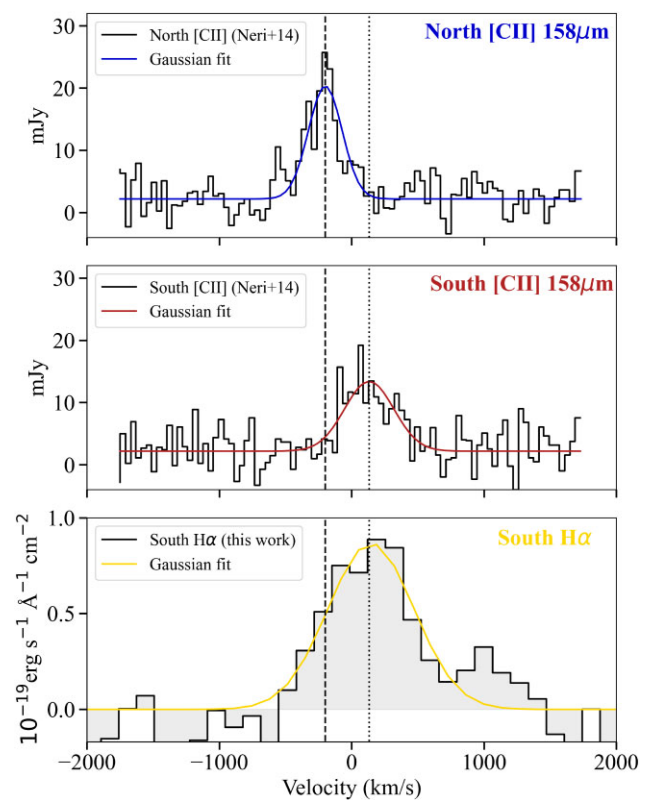 North [CII] (Neri+14)
Gaussian fit
North [CII] 158μm
30
20
10
0
mJy
South [CII] (Neri+14)
Gaussian fit
South [CII] 158μm
30
20
10
0
mJy
South Hα (this work)
Gaussian fit
South Hα
1.0
0.5
0.0
10⁻¹⁹erg s⁻¹ Å⁻¹ cm⁻²
−2000 −1000 0 1000 2000
Velocity (km/s)